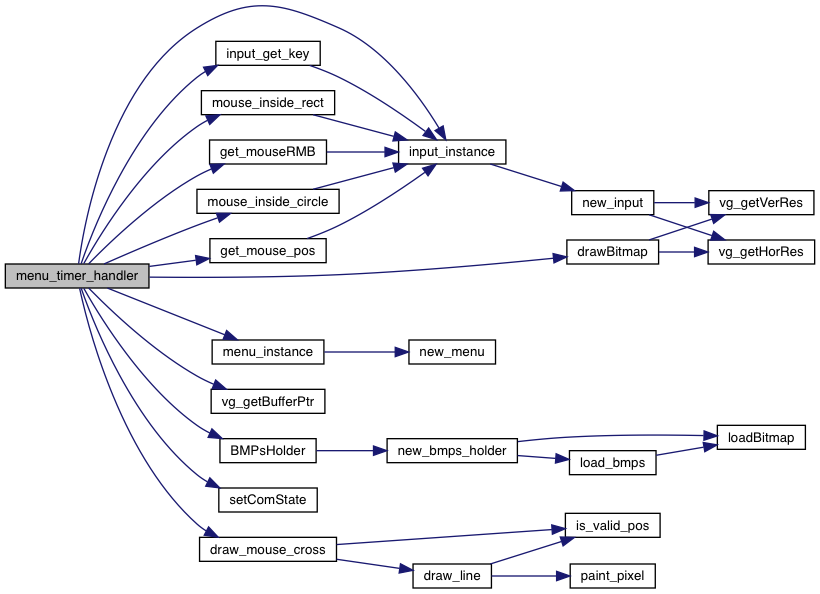 input_get_key
mouse_inside_rect
get_mouseRMB
input_instance
mouse_inside_circle
new_input
vg_getVerRes
get_mouse_pos
drawBitmap
vg_getHorRes
menu_timer_handler
menu_instance
new_menu
vg_getBufferPtr
BMPsHolder
new_bmps_holder
loadBitmap
load_bmps
setComState
is_valid_pos
draw_mouse_cross
draw_line
paint_pixel